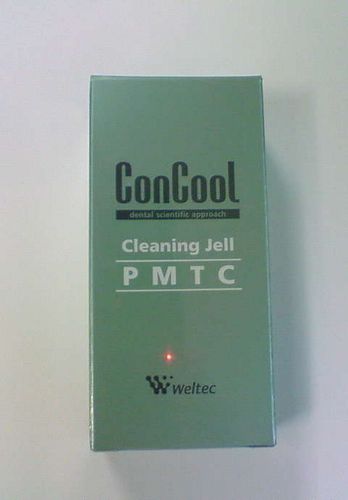 ConCool
dental scientific approach
Cleaning Jell
PMTC
Weltec